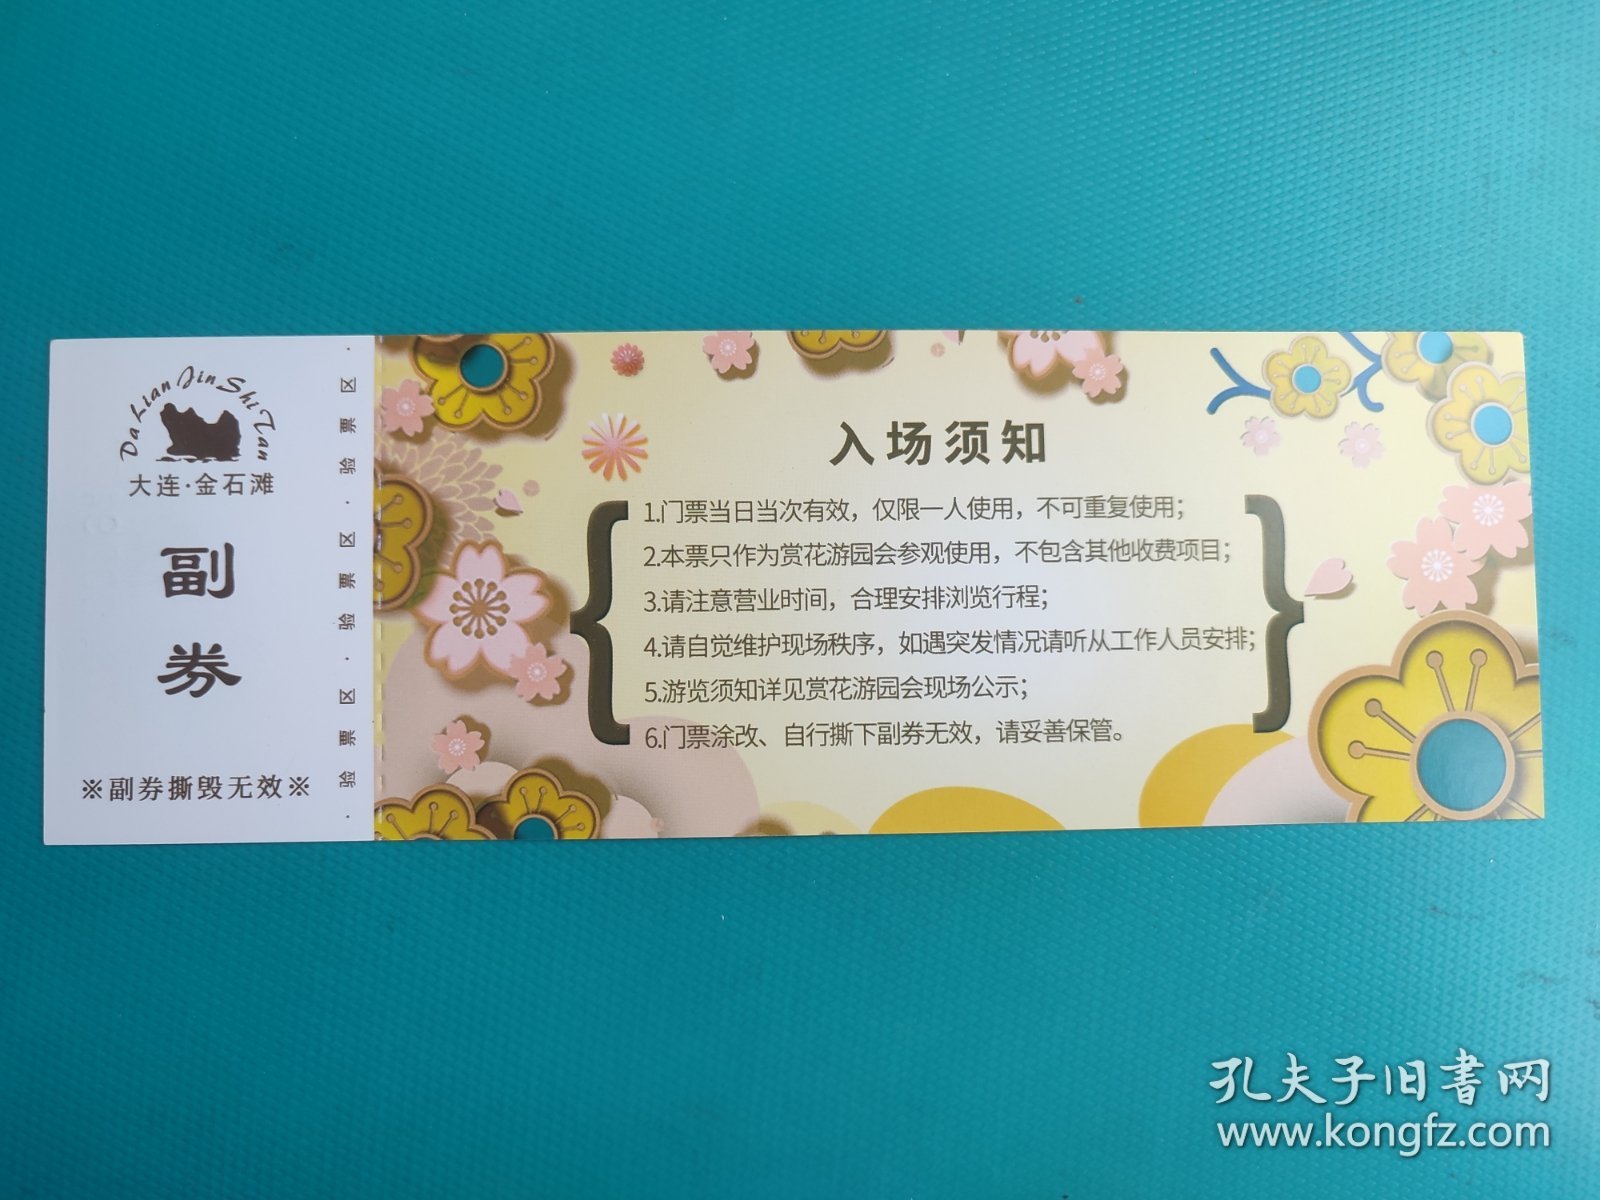 Da Lian Jin Shi Tan
大连·金石滩
副
券
※副券撕毁无效※
·验票区·验票区·验票区·
入场须知
1.门票当日当次有效，仅限一人使用，不可重复使用；
2.本票只作为赏花游园会参观使用，不包含其他收费项目；
3.请注意营业时间，合理安排浏览行程；
4.请自觉维护现场秩序，如遇突发情况请听从工作人员安排；
5.游览须知详见赏花游园会现场公示；
6.门票涂改、自行撕下副券无效，请妥善保管。
孔夫子旧书网
www.kongfz.com